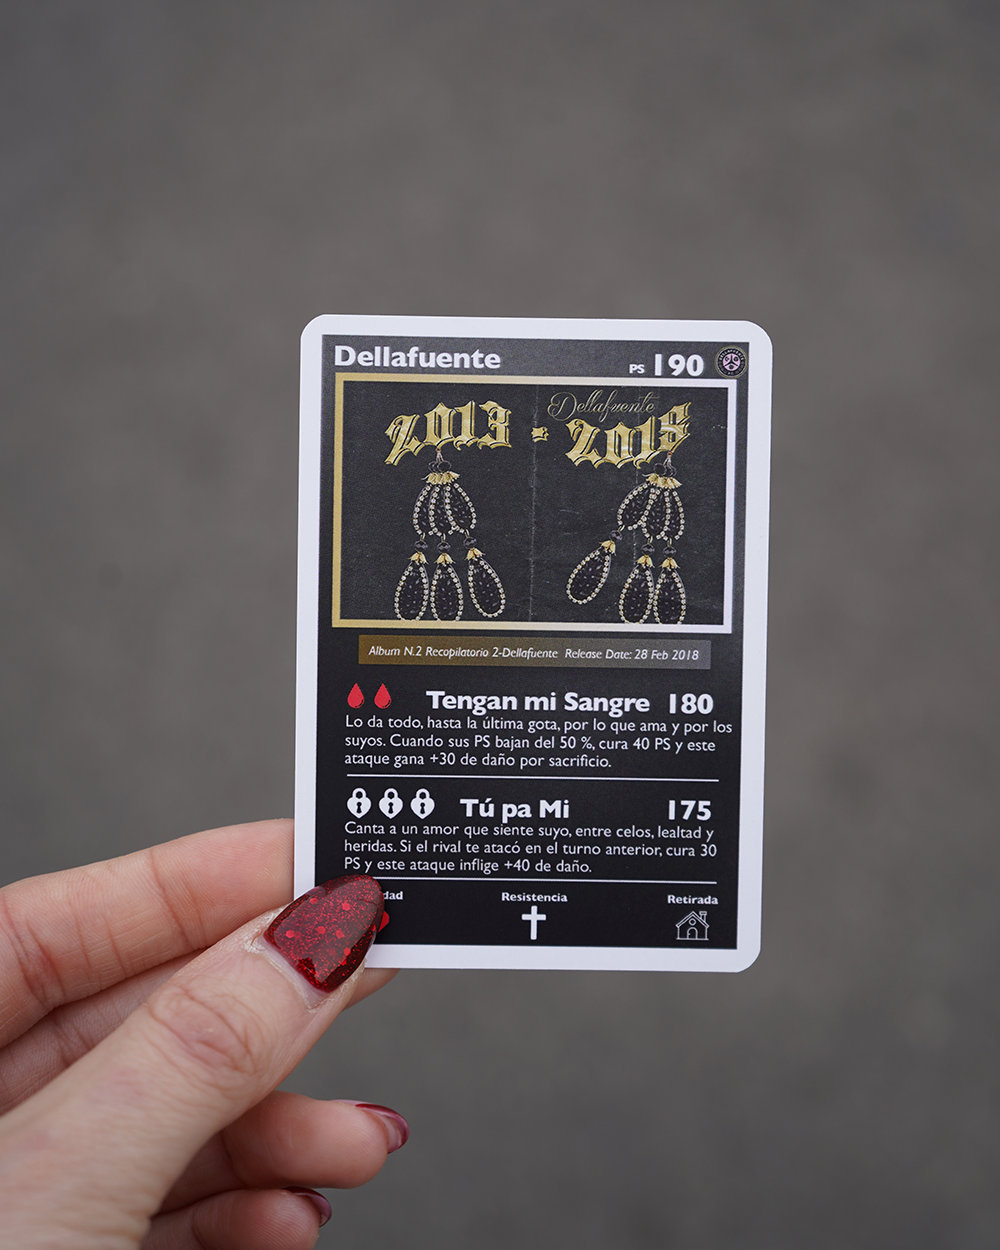 Dellafuente PS 190
Dellafuente
2013 - 2018
Album N.2 Recopilatorio 2-Dellafuente Release Date: 28 Feb 2018
Tengan mi Sangre 180
Lo da todo, hasta la última gota, por lo que ama y por los
suyos. Cuando sus PS bajan del 50 %, cura 40 PS y este
ataque gana +30 de daño por sacrificio.
Tú pa Mi 175
Canta a un amor que siente suyo, entre celos, lealtad y
heridas. Si el rival te atacó en el turno anterior, cura 30
PS y este ataque inflige +40 de daño.
dad Resistencia Retirada